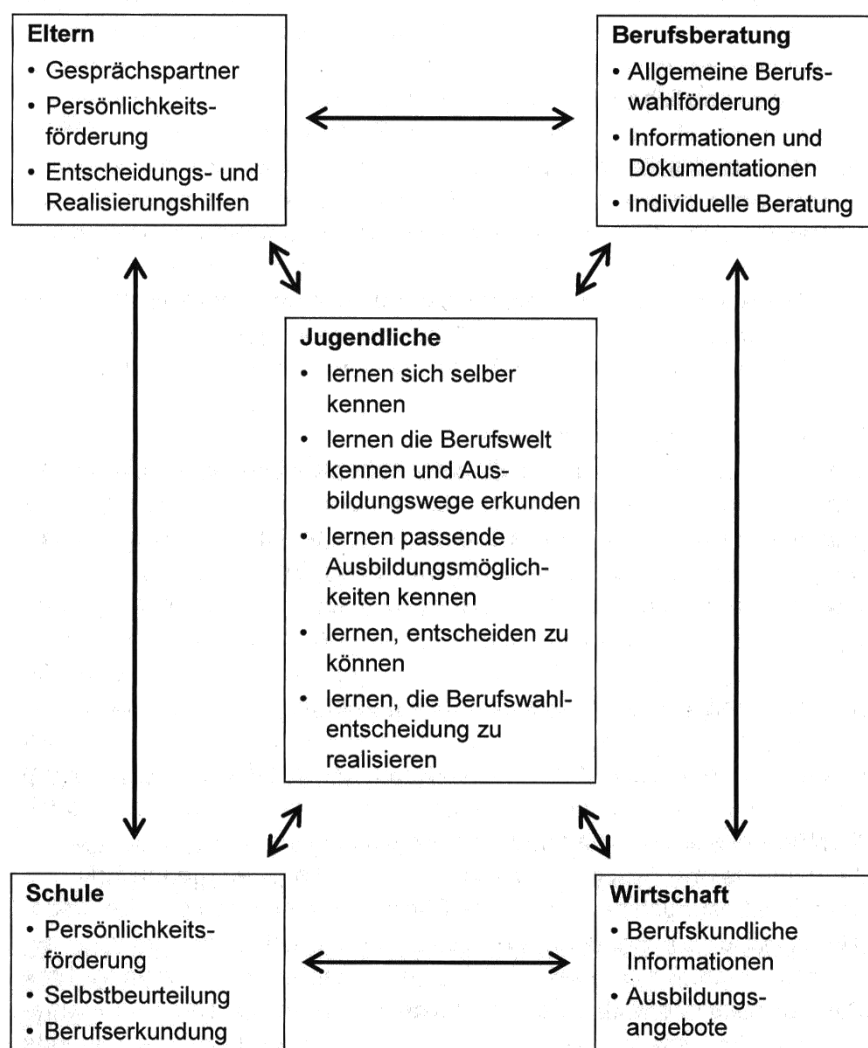 Eltern
• Gesprächspartner
• Persönlichkeits-
förderung
• Entscheidungs- und
Realisierungshilfen
Berufsberatung
• Allgemeine Berufs-
wahlförderung
• Informationen und
Dokumentationen
• Individuelle Beratung
Jugendliche
• lernen sich selber
kennen
• lernen die Berufswelt
kennen und Aus-
bildungswege erkunden
• lernen passende
Ausbildungsmöglich-
keiten kennen
• lernen, entscheiden zu
können
• lernen, die Berufswahl-
entscheidung zu
realisieren
Schule
• Persönlichkeits-
förderung
• Selbstbeurteilung
• Berufserkundung
Wirtschaft
• Berufskundliche
Informationen
• Ausbildungs-
angebote